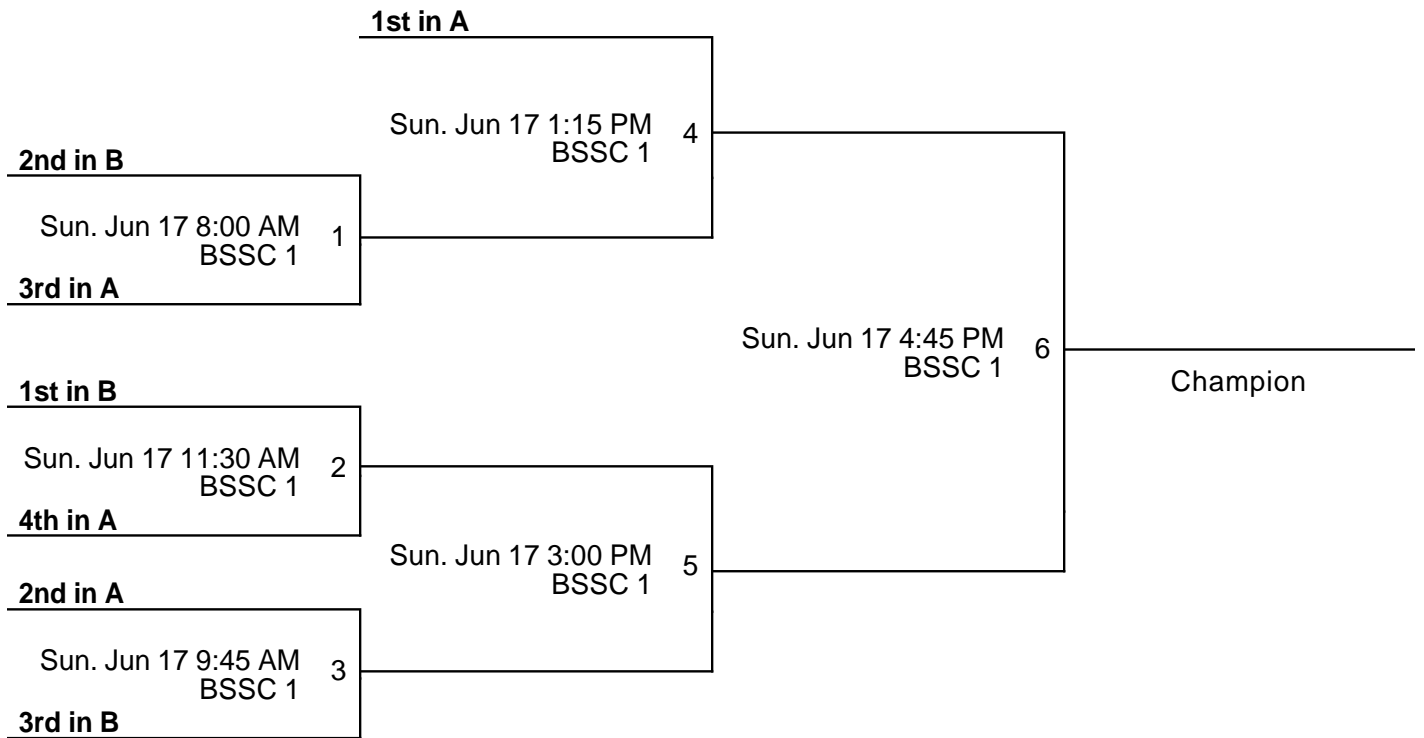 1st in A
Sun. Jun 17 1:15 PM
BSSC 1
4
2nd in B
Sun. Jun 17 8:00 AM
BSSC 1
1
3rd in A
Sun. Jun 17 4:45 PM
BSSC 1
6
Champion
1st in B
Sun. Jun 17 11:30 AM
BSSC 1
2
4th in A
Sun. Jun 17 3:00 PM
BSSC 1
5
2nd in A
Sun. Jun 17 9:45 AM
BSSC 1
3
3rd in B